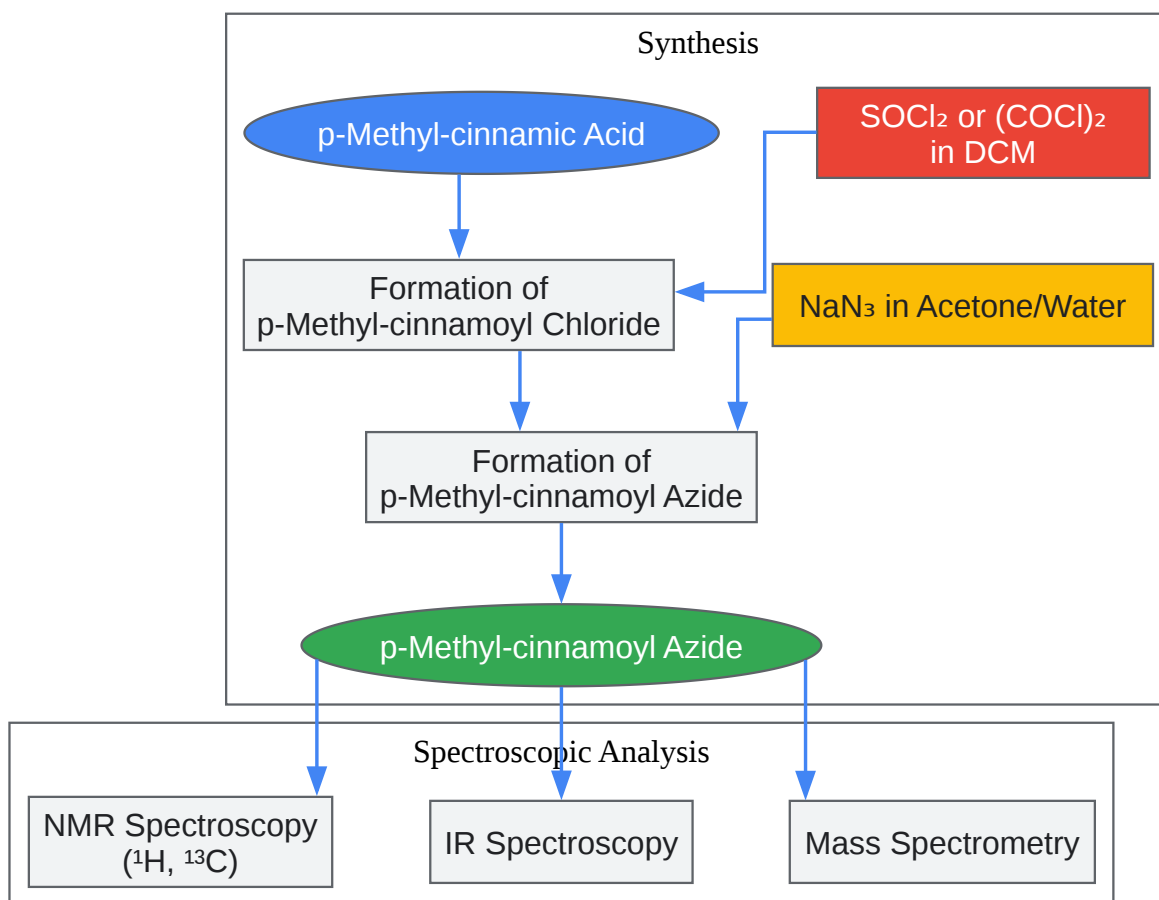 Synthesis
p-Methyl-cinnamic Acid
SOCl₂ or (COCl)₂
in DCM
Formation of
p-Methyl-cinnamoyl Chloride
NaN₃ in Acetone/Water
Formation of
p-Methyl-cinnamoyl Azide
p-Methyl-cinnamoyl Azide
Spectroscopic Analysis
NMR Spectroscopy
(¹H, ¹³C)
IR Spectroscopy
Mass Spectrometry